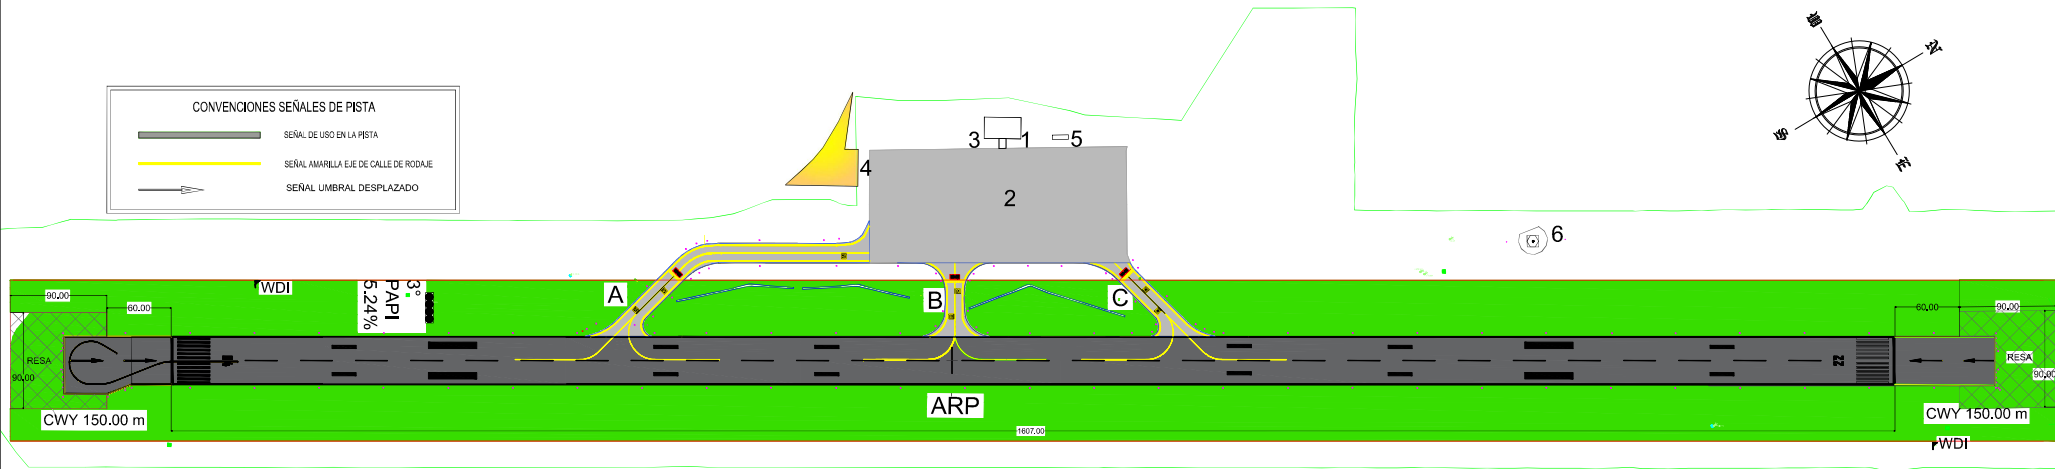 CONVENCIONES SEÑALES DE PISTA
SEÑAL DE USO EN LA PISTA
SEÑAL AMARILLA EJE DE CALLE DE RODAJE
SEÑAL UMBRAL DESPLAZADO
3
1
5
4
2
6
WDI
3°
PAPI
5.24%
A
B
C
90.00
60.00
60.00
90.00
RESA
90.00
22
RESA
90.00
CWY 150.00 m
ARP
CWY 150.00 m
1607.00
WDI